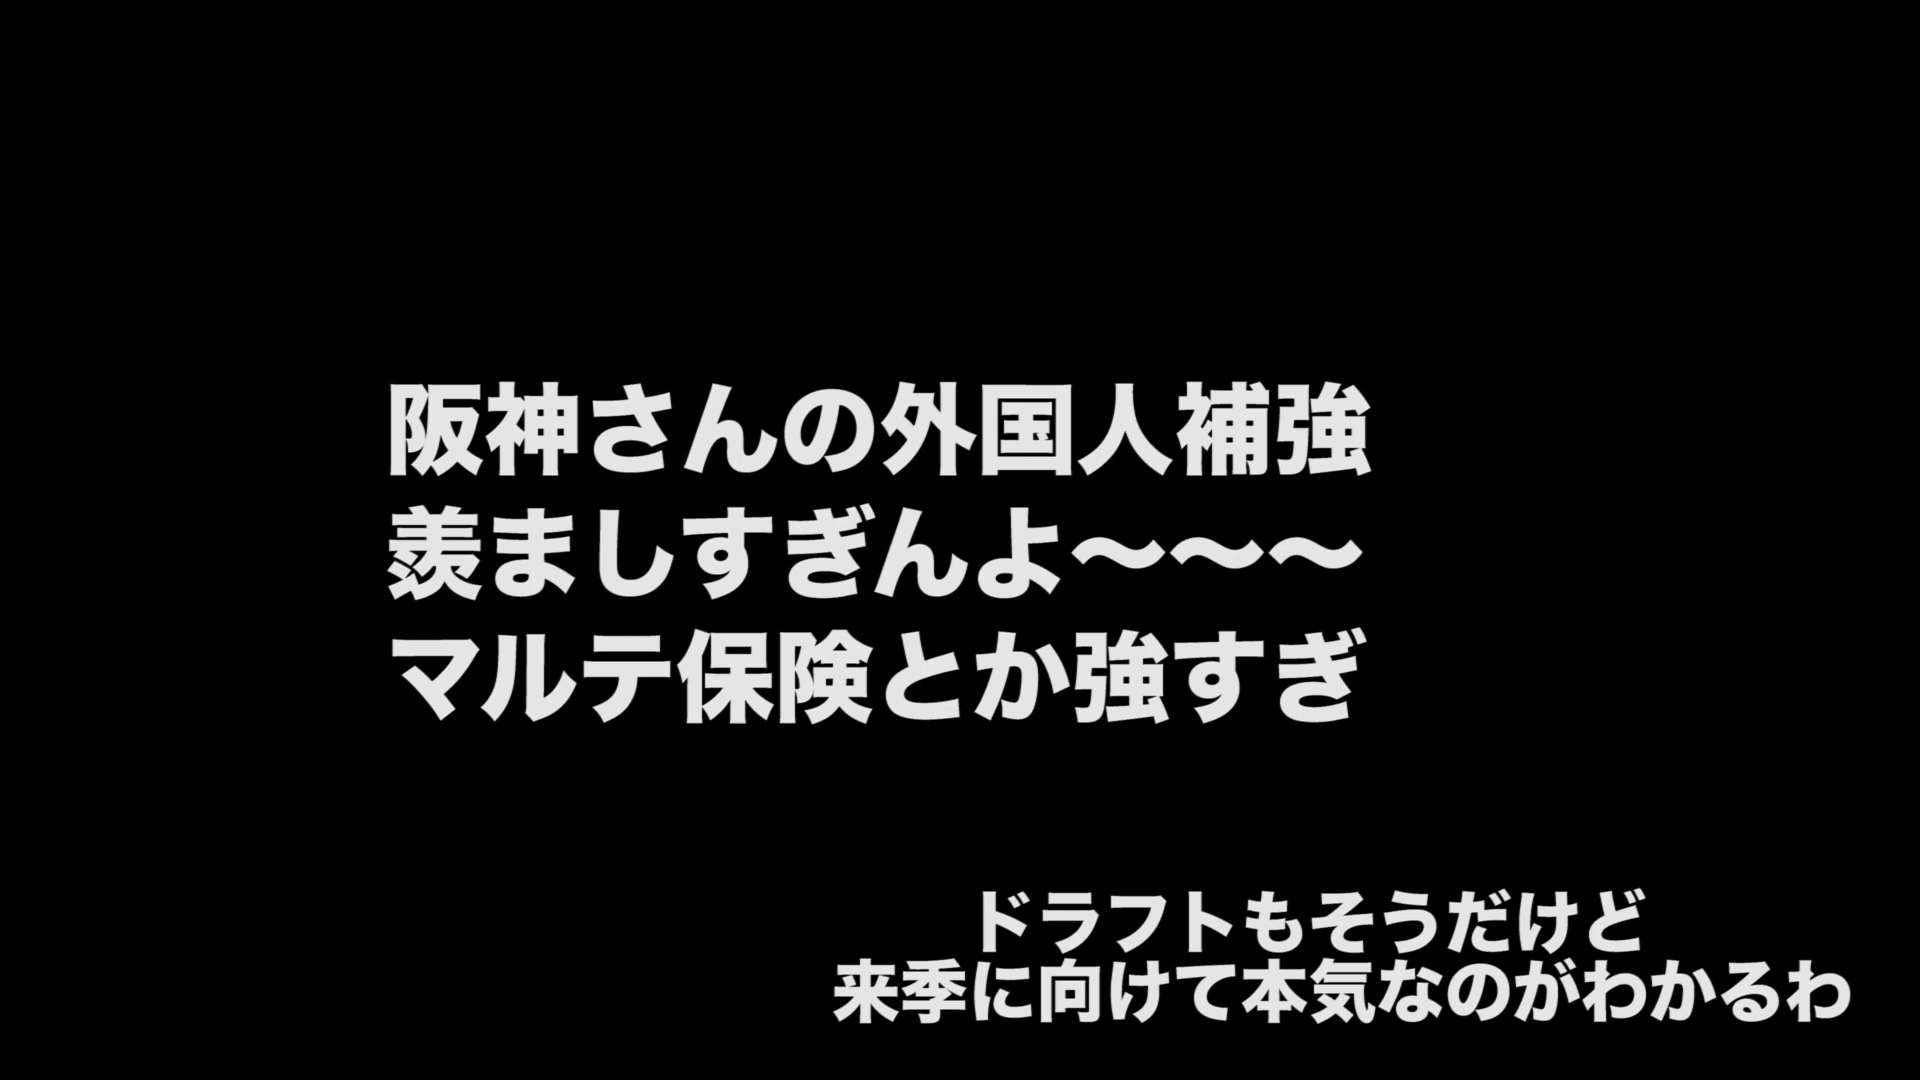 阪神さんの外国人補強
羨ましすぎんよ〜〜〜
マルテ保険とか強すぎ
ドラフトもそうだけど
来季に向けて本気なのがわかるわ